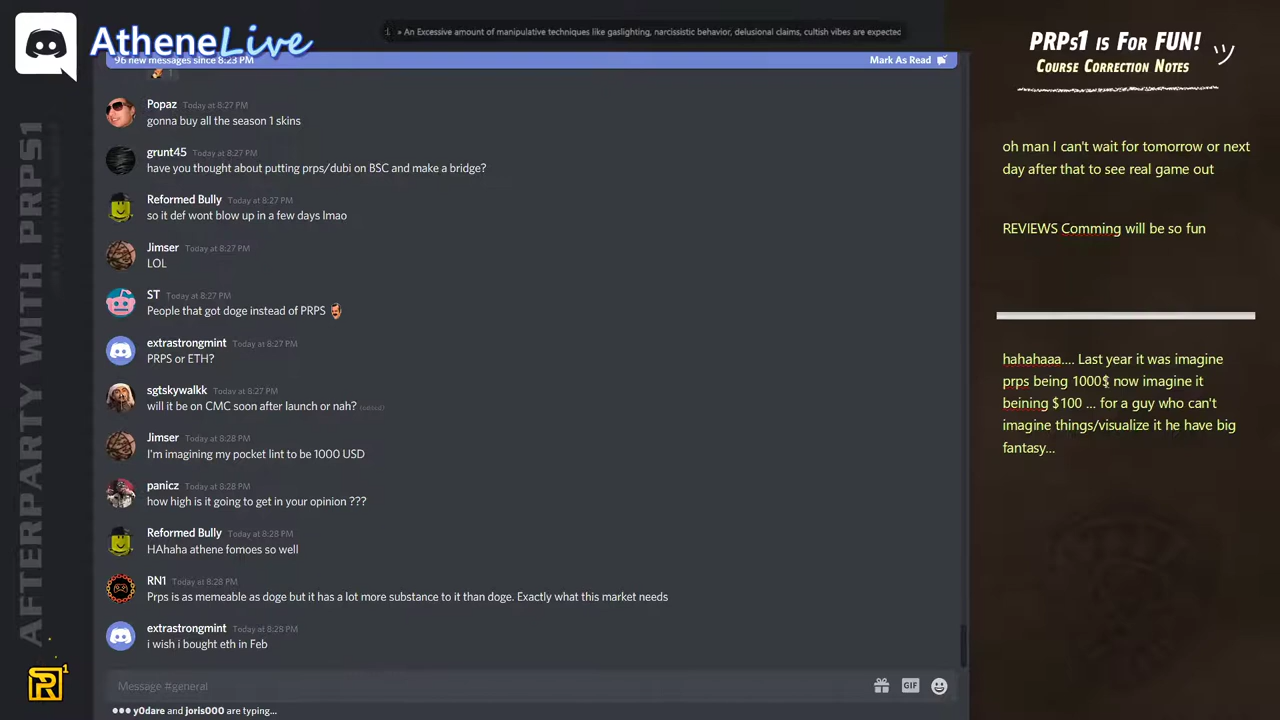 AtheneLive
» An Excessive amount of manipulative techniques like gaslighting, narcissistic behavior, delusional claims, cultish vibes are expected
96 new messages since 8:23 PM
Mark As Read
1
Popaz Today at 8:27 PM
gonna buy all the season 1 skins
grunt45 Today at 8:27 PM
have you thought about putting prps/dubi on BSC and make a bridge?
Reformed Bully Today at 8:27 PM
so it def wont blow up in a few days lmao
Jimser Today at 8:27 PM
LOL
ST Today at 8:27 PM
People that got doge instead of PRPS
extrastrongmint Today at 8:27 PM
PRPS or ETH?
sgtskywalkk Today at 8:27 PM
will it be on CMC soon after launch or nah? (edited)
Jimser Today at 8:28 PM
I'm imagining my pocket lint to be 1000 USD
panicz Today at 8:28 PM
how high is it going to get in your opinion ???
Reformed Bully Today at 8:28 PM
HAhaha athene fomoes so well
RN1 Today at 8:28 PM
Prps is as memeable as doge but it has a lot more substance to it than doge. Exactly what this market needs
extrastrongmint Today at 8:28 PM
i wish i bought eth in Feb
Message #general
GIF
y0dare and joris000 are typing...
AFTERPARTY WITH PRPS1
R1
PRPs1 is For FUN!
ツ
Course Correction Notes
oh man I can't wait for tomorrow or next
day after that to see real game out
REVIEWS Comming will be so fun
hahahaaa.... Last year it was imagine
prps being 1000$ now imagine it
beining $100 ... for a guy who can't
imagine things/visualize it he have big
fantasy...